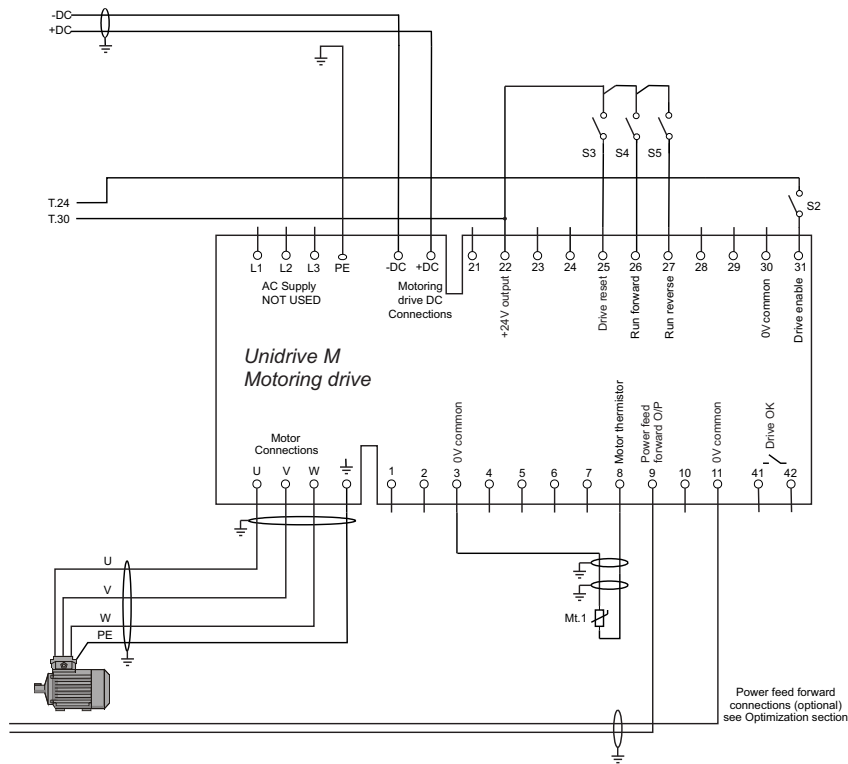 -DC
+DC
S3 S4 S5
T.24
T.30
S2
L1 L2 L3 PE -DC +DC 21 22 23 24 25 26 27 28 29 30 31
AC Supply
NOT USED
Motoring
drive DC
Connections
+24V output
Drive reset
Run forward
Run reverse
0V common
Drive enable
Unidrive M
Motoring drive
Motor
Connections
U V W
0V common
Motor thermistor
Power feed
forward O/P
0V common
Drive OK
1 2 3 4 5 6 7 8 9 10 11 41 42
U
V
W
PE
Mt.1
Power feed forward
connections (optional)
see Optimization section